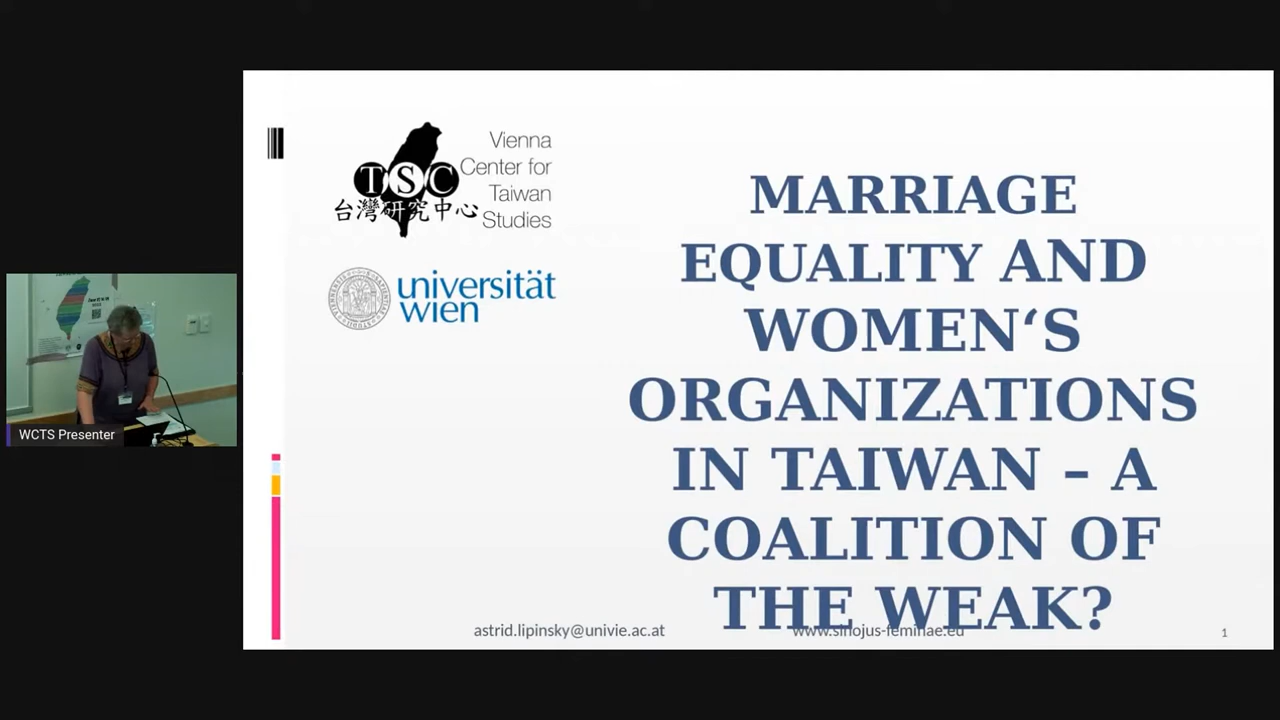 Vienna
Center for
Taiwan
Studies
TSC
台灣研究中心
universität
wien
MARRIAGE
EQUALITY AND
WOMEN‘S
ORGANIZATIONS
IN TAIWAN – A
COALITION OF
THE WEAK?
astrid.lipinsky@univie.ac.at
www.sinojus-feminae.eu
1
WCTS Presenter